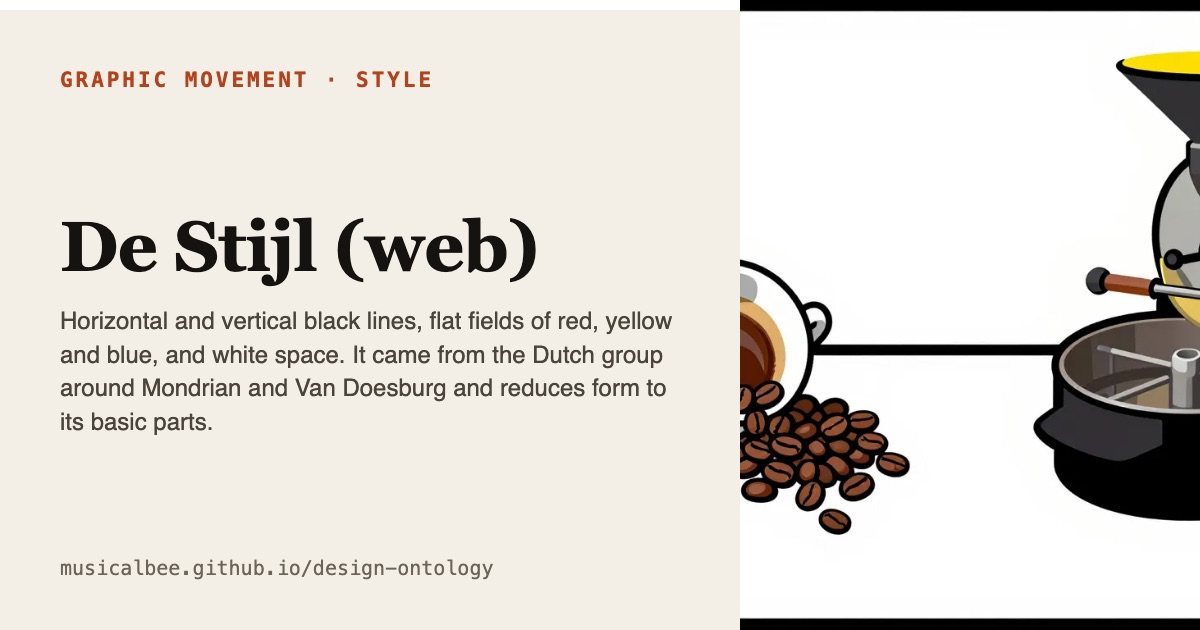 GRAPHIC MOVEMENT · STYLE
De Stijl (web)
Horizontal and vertical black lines, flat fields of red, yellow
and blue, and white space. It came from the Dutch group
around Mondrian and Van Doesburg and reduces form to
its basic parts.
musicalbee.github.io/design-ontology